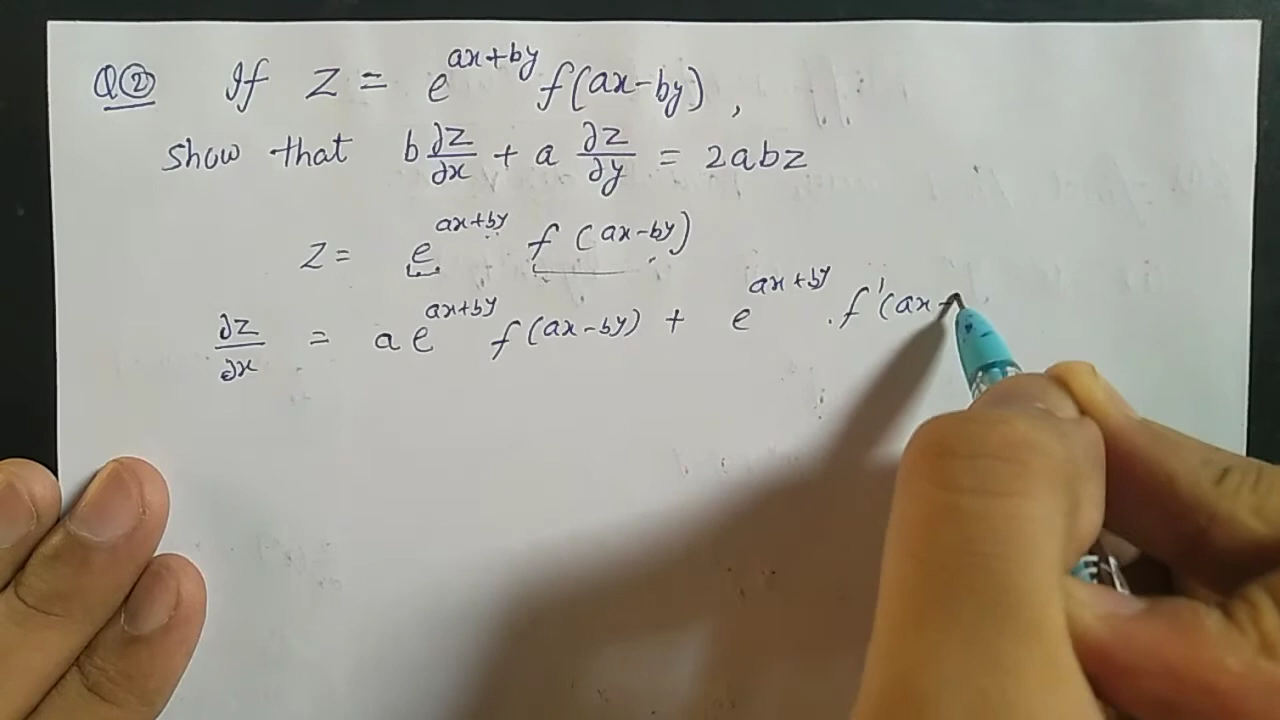 Q② If Z = e^{ax+by} f(ax-by),
Show that b ∂z/∂x + a ∂z/∂y = 2abz
Z = e^{ax+by} f(ax-by)
∂z/∂x = a e^{ax+by} f(ax-by) + e^{ax+by} . f'(ax-